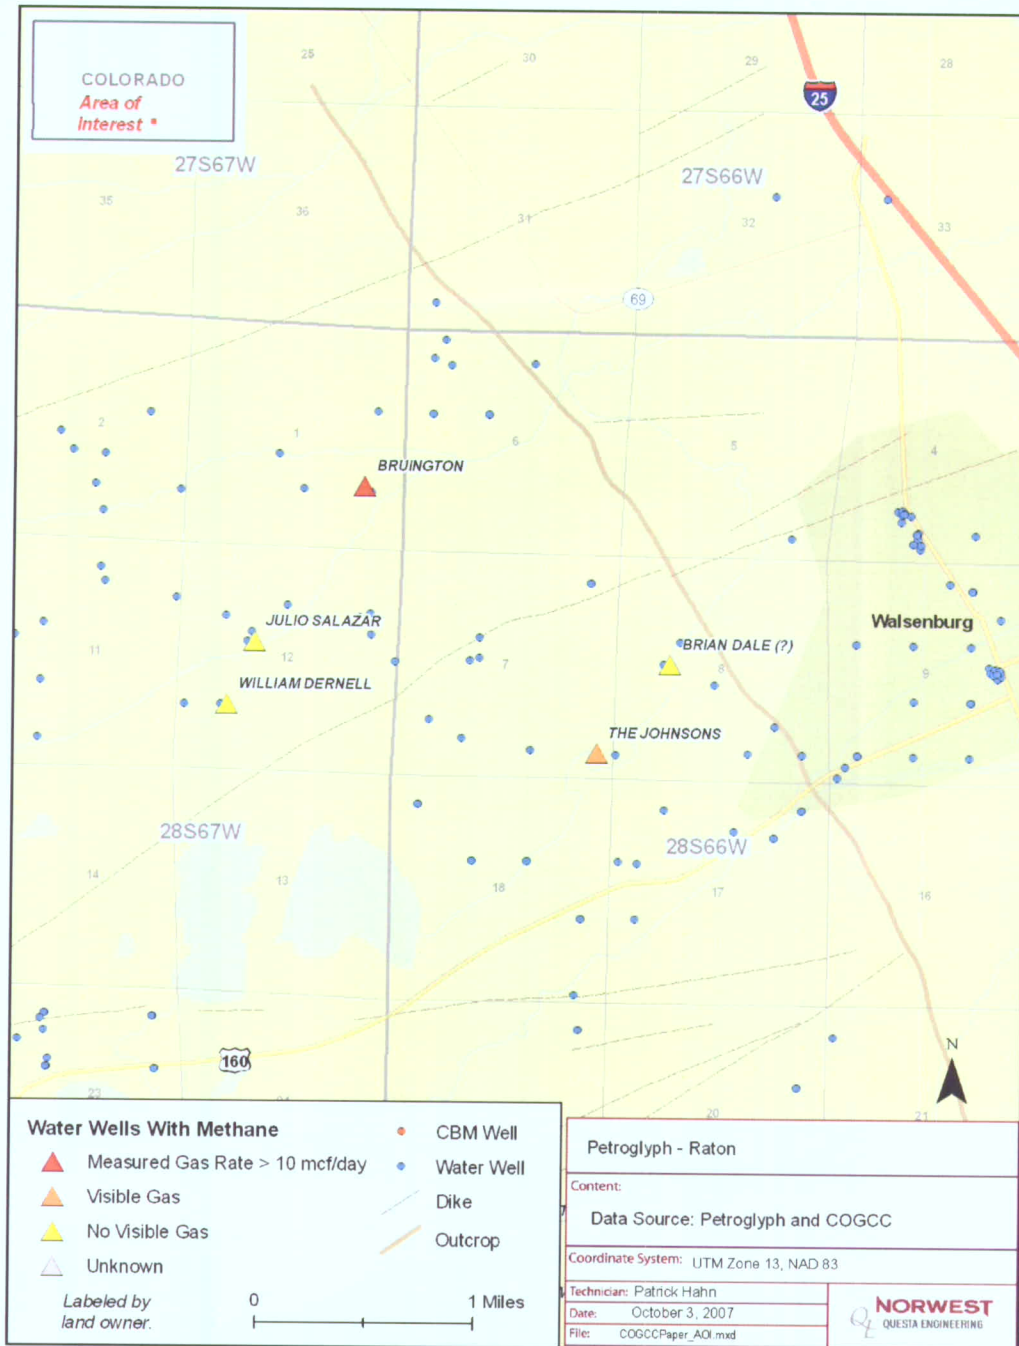 COLORADO
Area of
Interest *
25
30
29
28
25
27S67W
27S66W
35
36
31
32
33
69
2
1
6
5
4
BRUINGTON
JULIO SALAZAR
BRIAN DALE (?)
Walsenburg
11
12
7
8
9
WILLIAM DERNELL
THE JOHNSONS
28S67W
28S66W
14
13
18
17
16
160
N
23
20
21
Water Wells With Methane
Measured Gas Rate > 10 mcf/day
Visible Gas
No Visible Gas
Unknown
Labeled by
land owner.
CBM Well
Water Well
Dike
Outcrop
0
1 Miles
Petroglyph - Raton
Content:
Data Source: Petroglyph and COGCC
Coordinate System: UTM Zone 13, NAD 83
Technician: Patrick Hahn
Date: October 3, 2007
File: COGCCPaper_AOI.mxd
NORWEST
QUESTA ENGINEERING